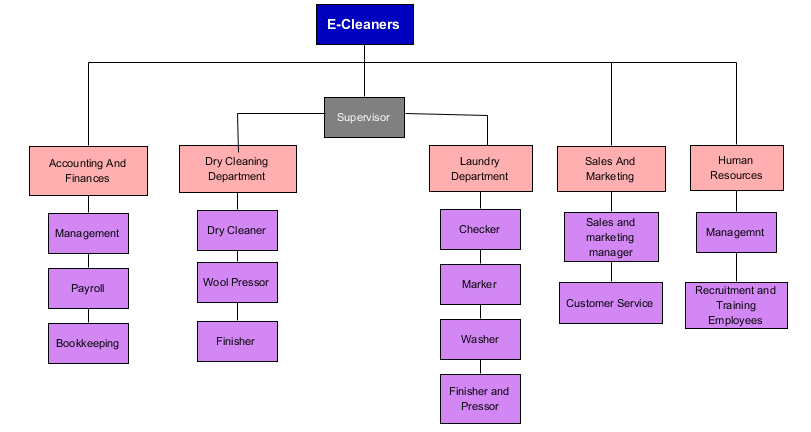 E-Cleaners
Supervisor
Accounting And
Finances
Management
Payroll
Bookkeeping
Dry Cleaning
Department
Dry Cleaner
Wool Pressor
Finisher
Laundry
Department
Checker
Marker
Washer
Finisher and
Pressor
Sales And
Marketing
Sales and
marketing
manager
Customer Service
Human
Resources
Managemnt
Recruitment and
Training
Employees